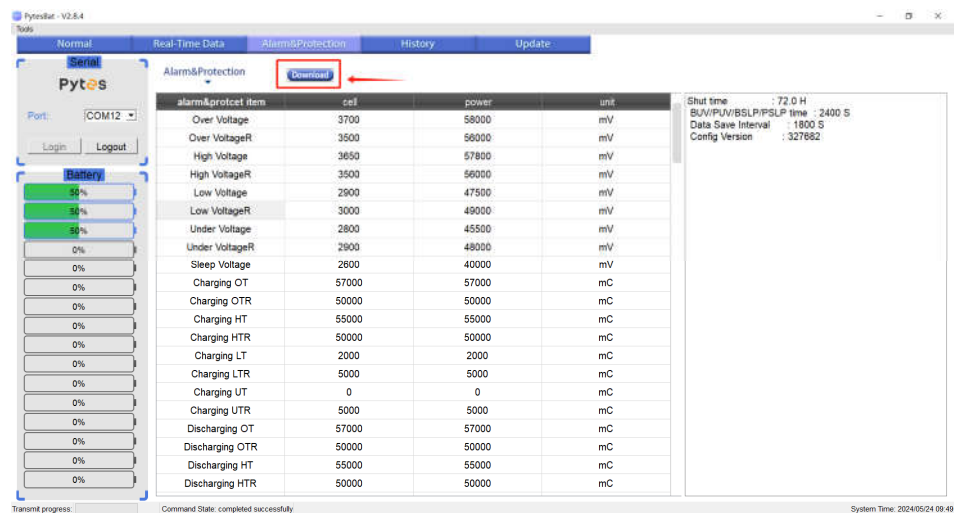 PytesBat - V2.8.4
Tools
Normal Real-Time Data Alarm&Protection History Update
Serial
Pytes
Port: COM12
Login Logout
Battery
50%
50%
50%
0%
0%
0%
0%
0%
0%
0%
0%
0%
0%
0%
0%
0%
Alarm&Protection Download
alarm&protcet item cell power unit
Over Voltage 3700 58000 mV
Over VoltageR 3500 56000 mV
High Voltage 3650 57800 mV
High VoltageR 3500 56000 mV
Low Voltage 2900 47500 mV
Low VoltageR 3000 49000 mV
Under Voltage 2800 45500 mV
Under VoltageR 2900 48000 mV
Sleep Voltage 2600 40000 mV
Charging OT 57000 57000 mC
Charging OTR 50000 50000 mC
Charging HT 55000 55000 mC
Charging HTR 50000 50000 mC
Charging LT 2000 2000 mC
Charging LTR 5000 5000 mC
Charging UT 0 0 mC
Charging UTR 5000 5000 mC
Discharging OT 57000 57000 mC
Discharging OTR 50000 50000 mC
Discharging HT 55000 55000 mC
Discharging HTR 50000 50000 mC
Shut time : 72.0 H
BUV/PUV/BSLP/PSLP time : 2400 S
Data Save Interval : 1800 S
Config Version : 327682
Transmit progress: Command State: completed successfully System Time: 2024/05/24 09:49